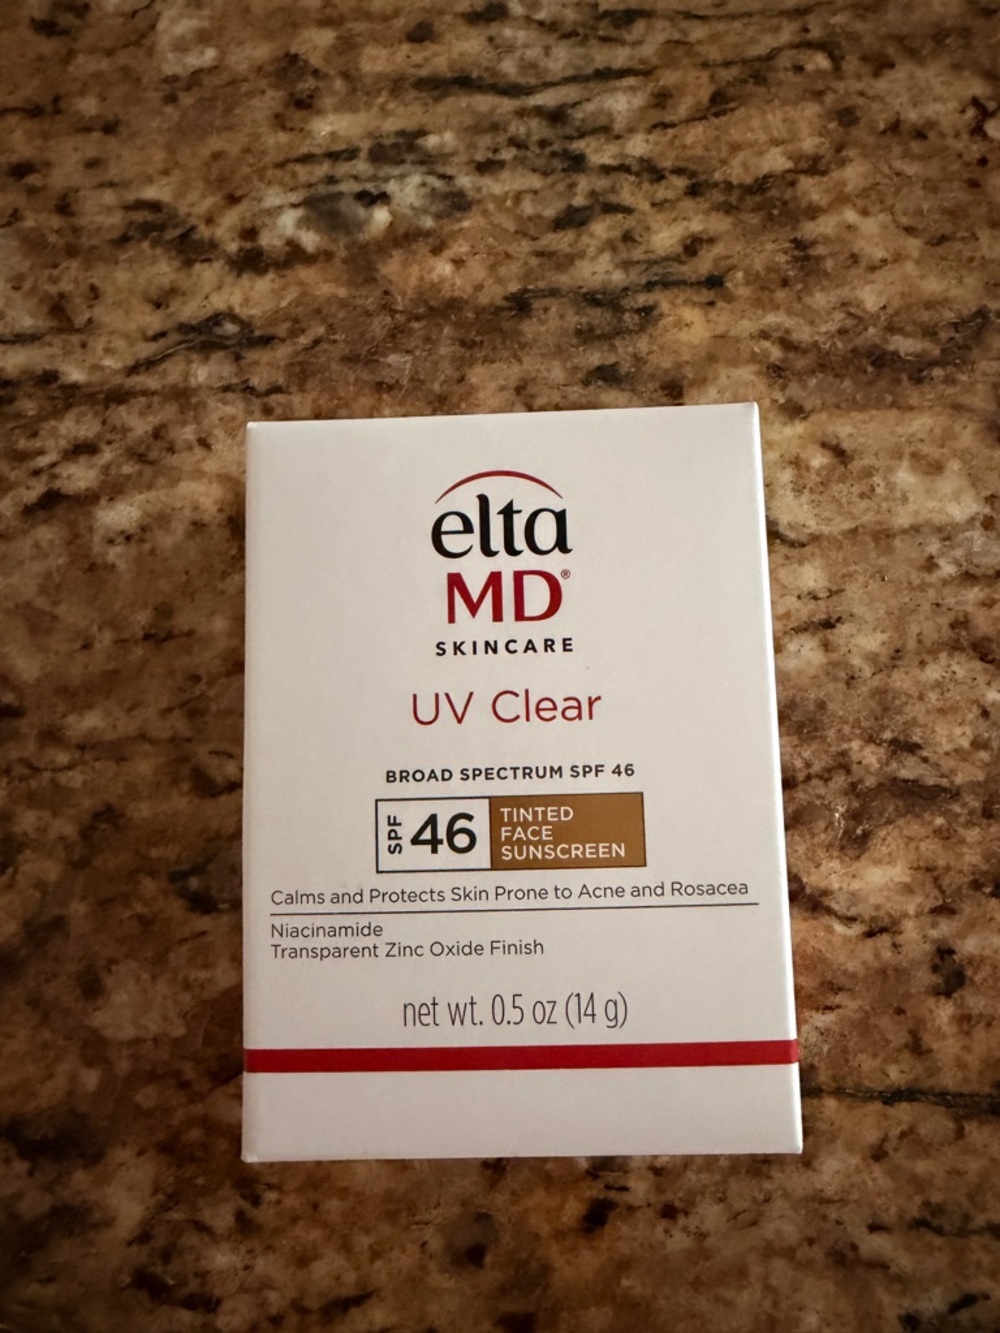 elta
MD®
SKINCARE
UV Clear
BROAD SPECTRUM SPF 46
SPF 46 TINTED
FACE
SUNSCREEN
Calms and Protects Skin Prone to Acne and Rosacea
Niacinamide
Transparent Zinc Oxide Finish
net wt. 0.5 oz (14 g)